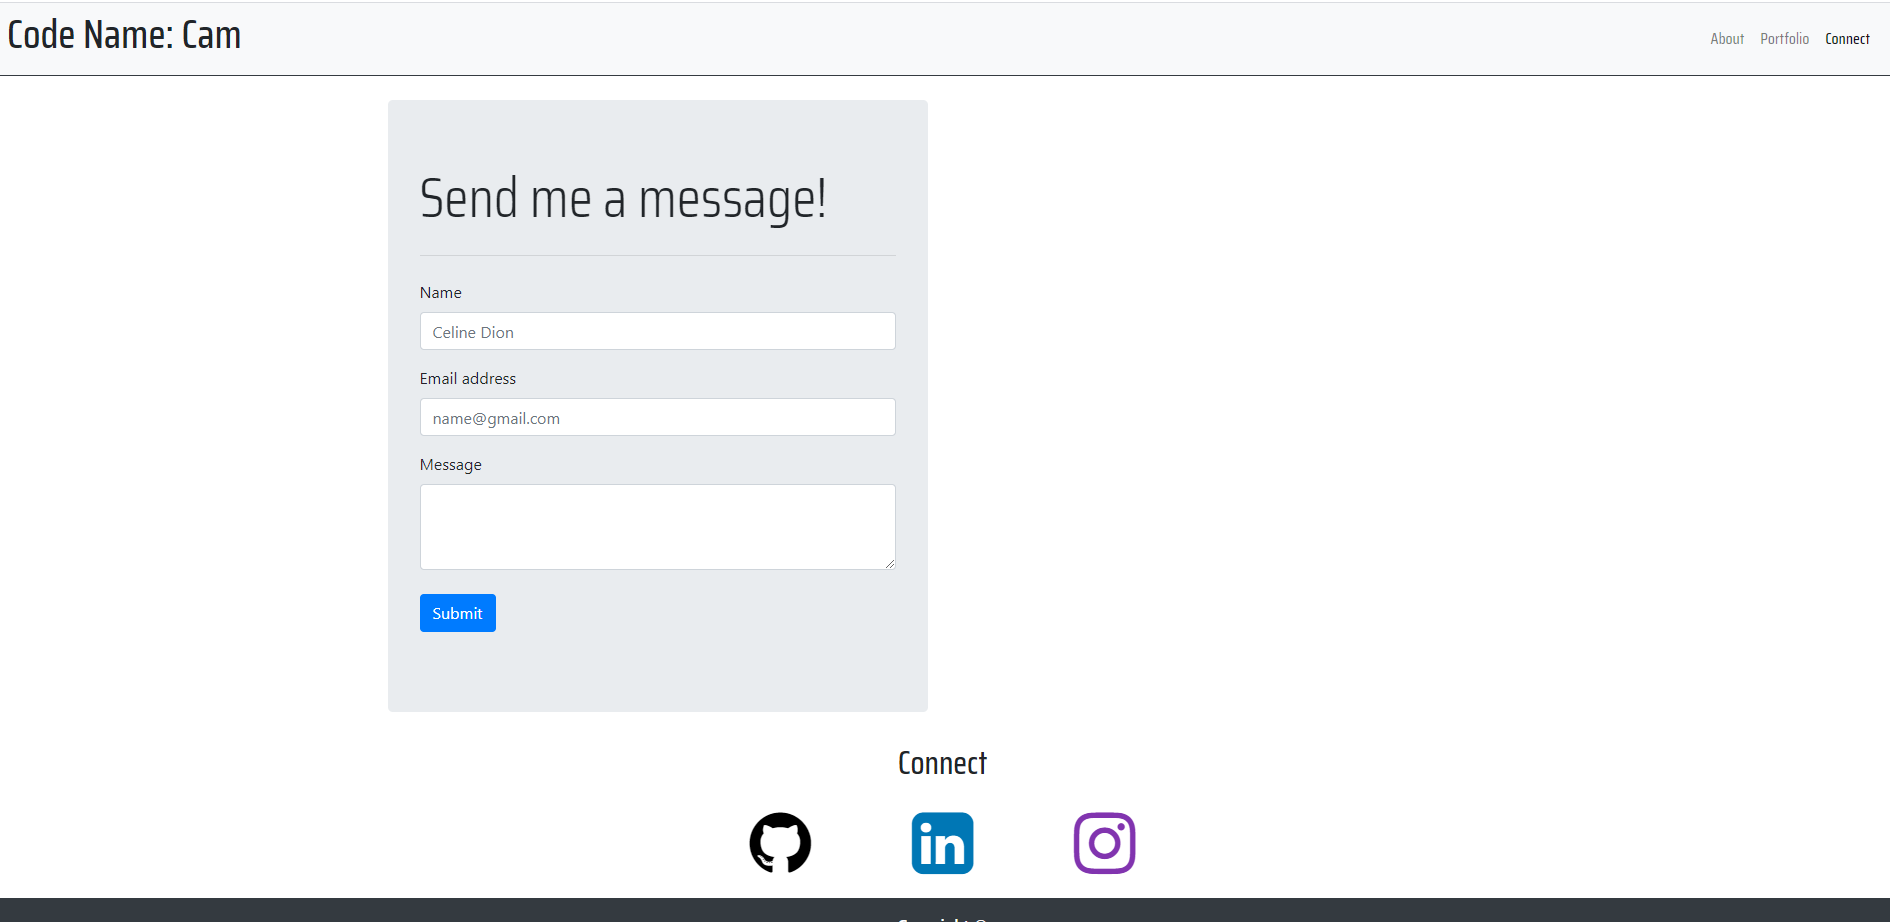 Code Name: Cam
About Portfolio Connect
Send me a message!
Name
Celine Dion
Email address
name@gmail.com
Message
Submit
Connect
in